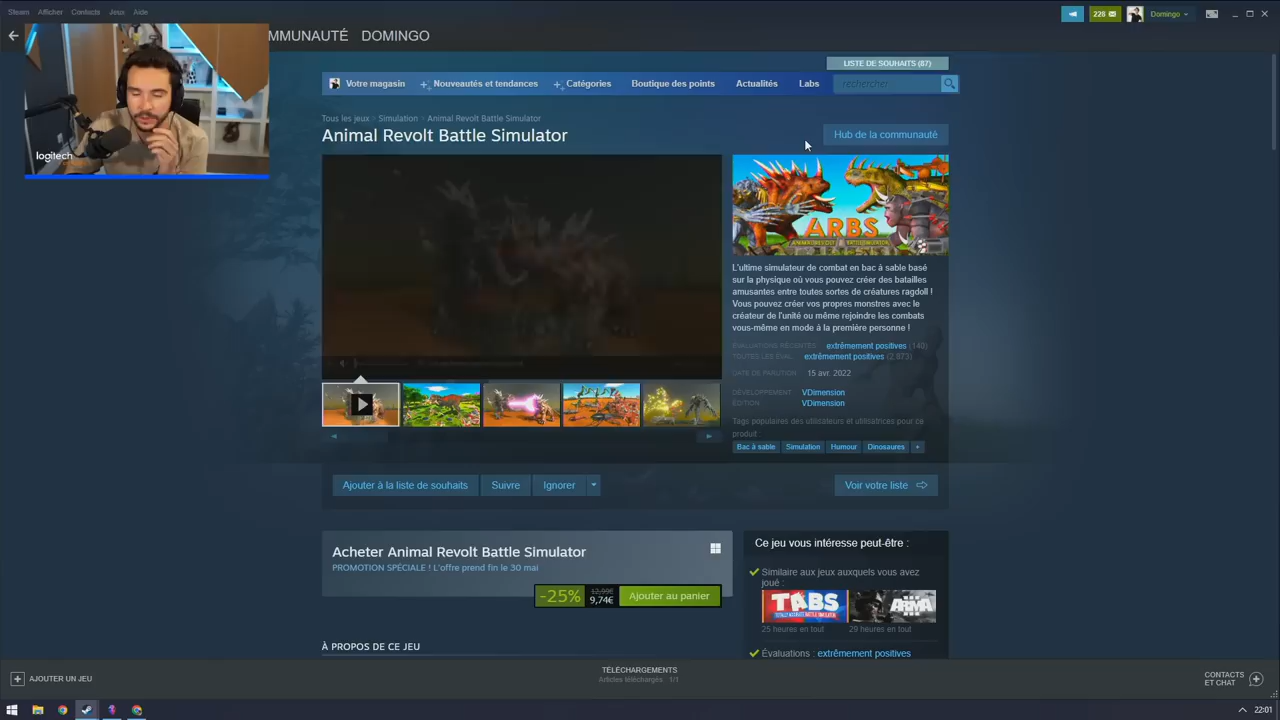 Steam Afficher Contacts Jeux Aide
228
Domingo
MMUNAUTÉ DOMINGO
logitech
LISTE DE SOUHAITS (87)
Votre magasin Nouveautés et tendances Catégories Boutique des points Actualités Labs rechercher
Tous les jeux > Simulation > Animal Revolt Battle Simulator
Animal Revolt Battle Simulator
Hub de la communauté
ARBS
L'ultime simulateur de combat en bac à sable basé
sur la physique où vous pouvez créer des batailles
amusantes entre toutes sortes de créatures ragdoll !
Vous pouvez créer vos propres monstres avec le
créateur de l'unité ou même rejoindre les combats
vous-même en mode à la première personne !
ÉVALUATIONS RÉCENTES : extrêmement positives (140)
TOUTES LES ÉVAL. : extrêmement positives (2,873)
DATE DE PARUTION : 15 avr. 2022
DÉVELOPPEMENT : VDimension
ÉDITION : VDimension
Tags populaires des utilisateurs et utilisatrices pour ce
produit :
Bac à sable Simulation Humour Dinosaures +
Ajouter à la liste de souhaits Suivre Ignorer
Voir votre liste
Acheter Animal Revolt Battle Simulator
PROMOTION SPÉCIALE ! L'offre prend fin le 30 mai
-25% 12,99€ 9,74€ Ajouter au panier
Ce jeu vous intéresse peut-être :
Similaire aux jeux auxquels vous avez
joué :
TABS ARMA
25 heures en tout 29 heures en tout
Évaluations : extrêmement positives
À PROPOS DE CE JEU
AJOUTER UN JEU
TÉLÉCHARGEMENTS
Articles téléchargés : 1/1
CONTACTS
ET CHAT
22:01